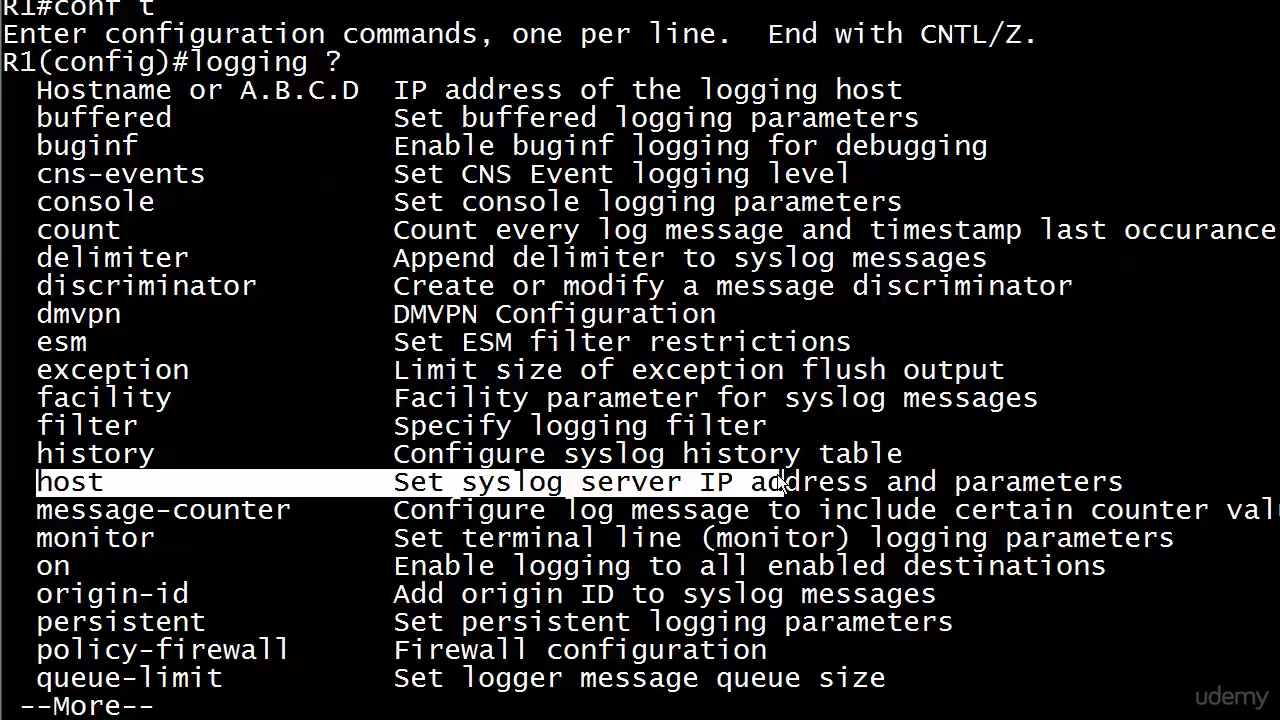 R1#conf t
Enter configuration commands, one per line.  End with CNTL/Z.
R1(config)#logging ?
  Hostname or A.B.C.D  IP address of the logging host
  buffered             Set buffered logging parameters
  buginf               Enable buginf logging for debugging
  cns-events           Set CNS Event logging level
  console              Set console logging parameters
  count                Count every log message and timestamp last occurance
  delimiter            Append delimiter to syslog messages
  discriminator        Create or modify a message discriminator
  dmvpn                DMVPN Configuration
  esm                  Set ESM filter restrictions
  exception            Limit size of exception flush output
  facility             Facility parameter for syslog messages
  filter               Specify logging filter
  history              Configure syslog history table
  host                 Set syslog server IP address and parameters
  message-counter      Configure log message to include certain counter
  monitor              Set terminal line (monitor) logging parameters
  on                   Enable logging to all enabled destinations
  origin-id            Add origin ID to syslog messages
  persistent           Set persistent logging parameters
  policy-firewall      Firewall configuration
  queue-limit          Set logger message queue size
 --More--
udemy